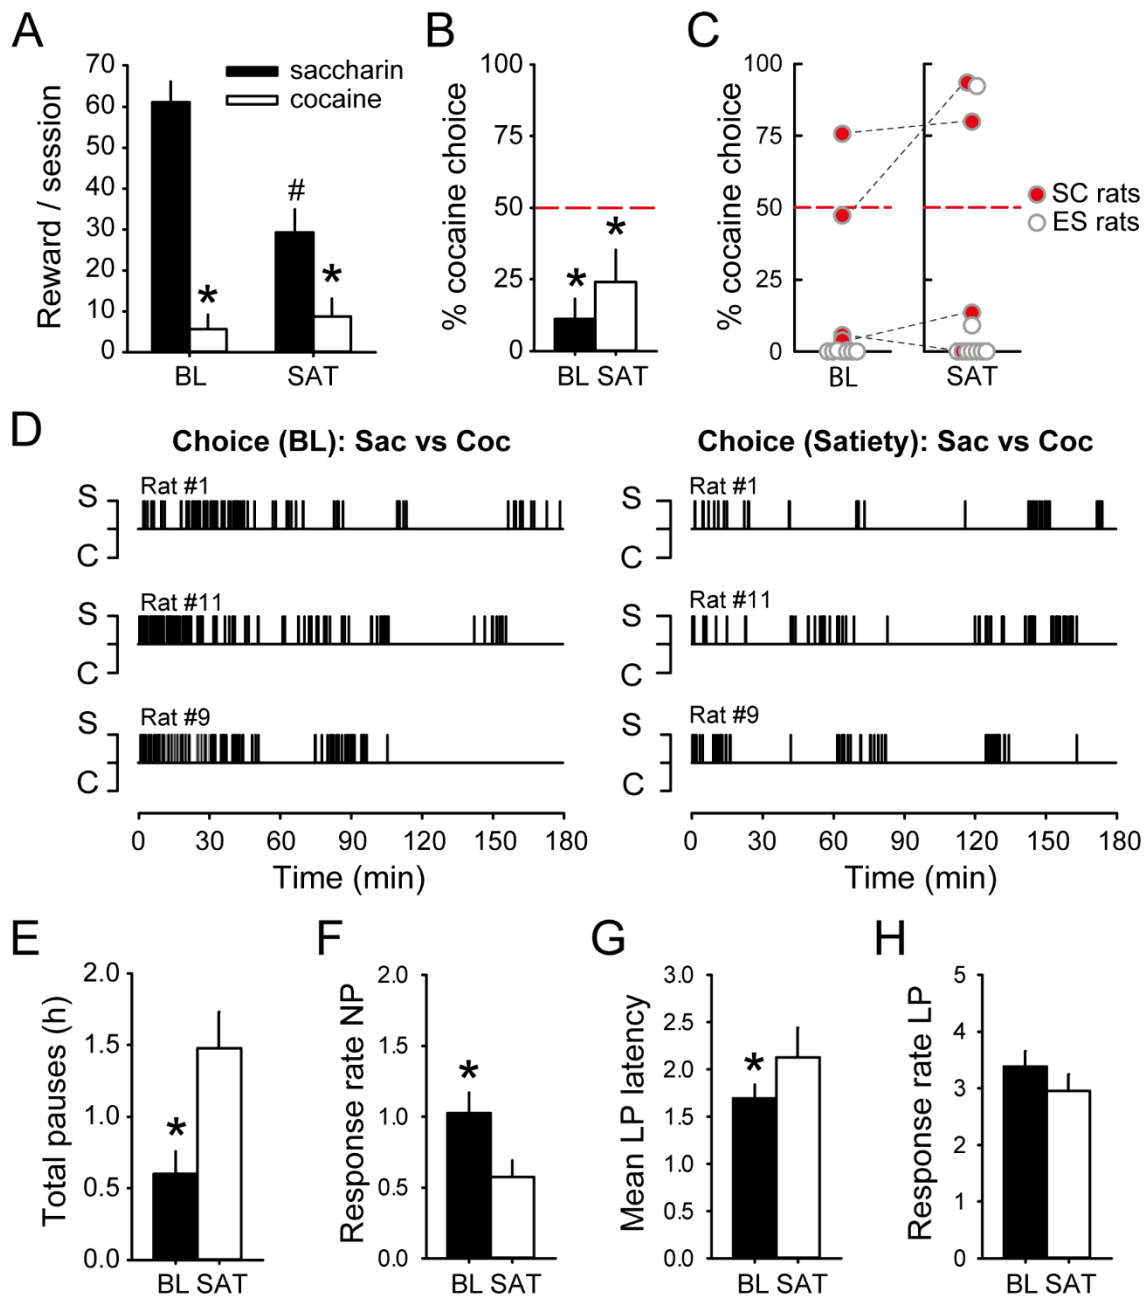 A
Reward / session
70
60
50
40
30
20
10
0
saccharin
cocaine
*
#
*
BL
SAT
B
% cocaine choice
100
75
50
25
0
*
*
BL SAT
C
% cocaine choice
100
75
50
25
0
BL
100
75
50
25
0
SAT
SC rats
ES rats
D
Choice (BL): Sac vs Coc
S
C
Rat #1
S
C
Rat #11
S
C
Rat #9
0 30 60 90 120 150 180
Time (min)
Choice (Satiety): Sac vs Coc
S
C
Rat #1
S
C
Rat #11
S
C
Rat #9
0 30 60 90 120 150 180
Time (min)
E
Total pauses (h)
2.0
1.5
1.0
0.5
0.0
*
BL SAT
F
Response rate NP
2.0
1.5
1.0
0.5
0.0
*
BL SAT
G
Mean LP latency
3.0
2.5
2.0
1.5
1.0
0.5
0.0
*
BL SAT
H
Response rate LP
5
4
3
2
1
0
BL SAT